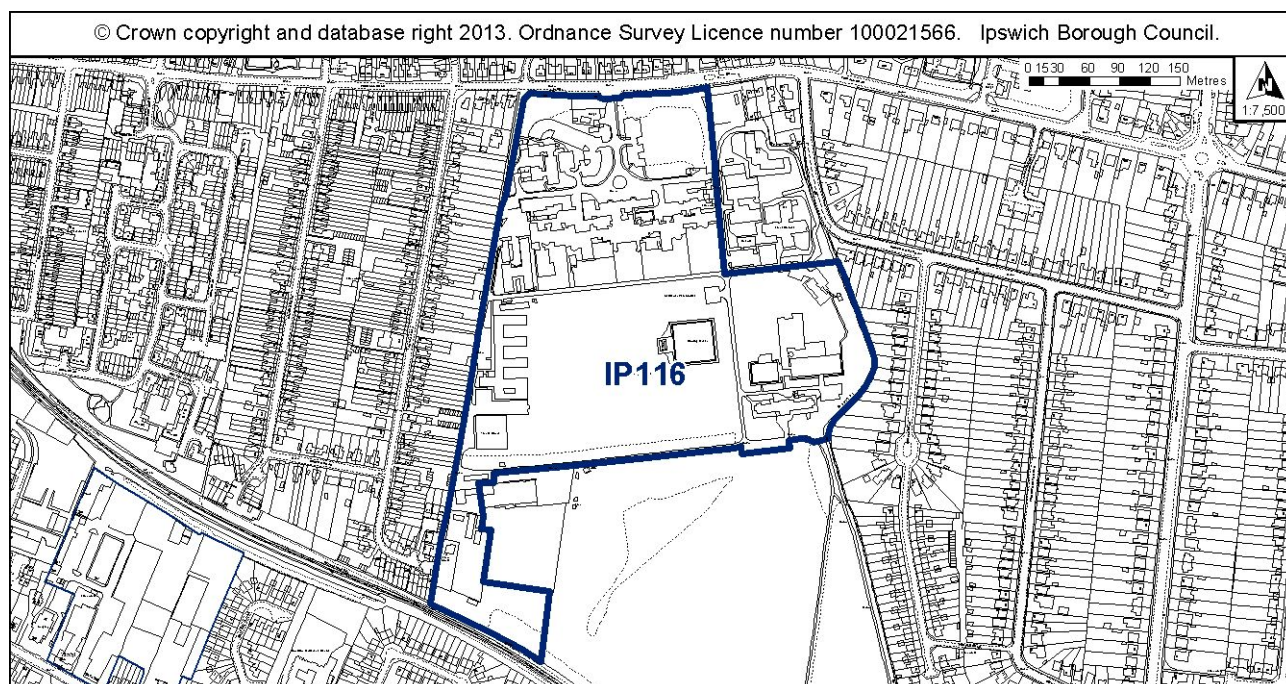 © Crown copyright and database right 2013. Ordnance Survey Licence number 100021566. Ipswich Borough Council.
0 15 30 60 90 120 150
Metres
N
1:7,500
IP116